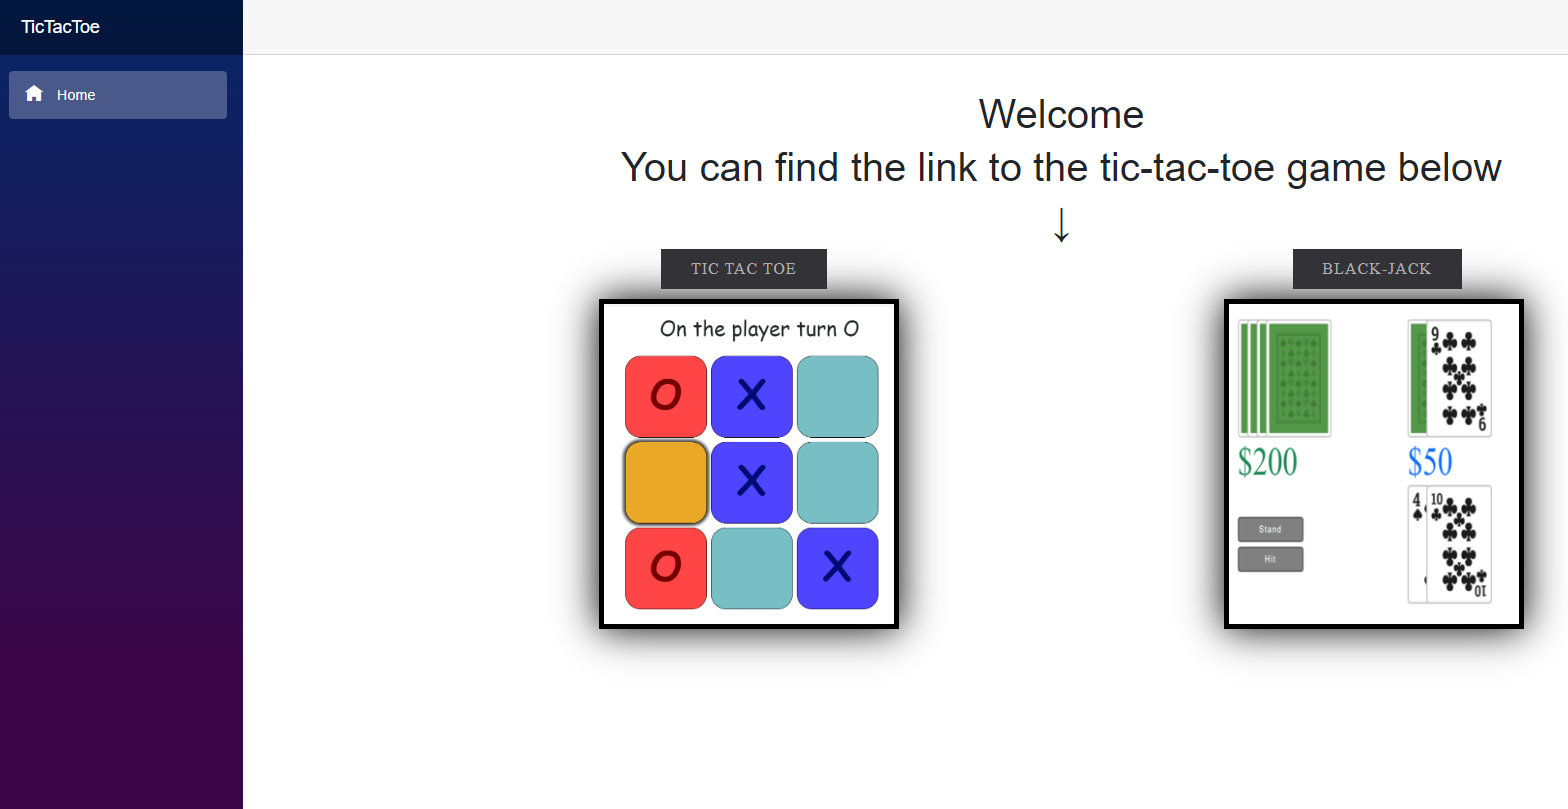 TicTacToe
Home
Welcome
You can find the link to the tic-tac-toe game below
↓
TIC TAC TOE
BLACK-JACK
On the player turn O
O X
X
O X
9
9
$200
$50
4
10
10
Stand
Hit